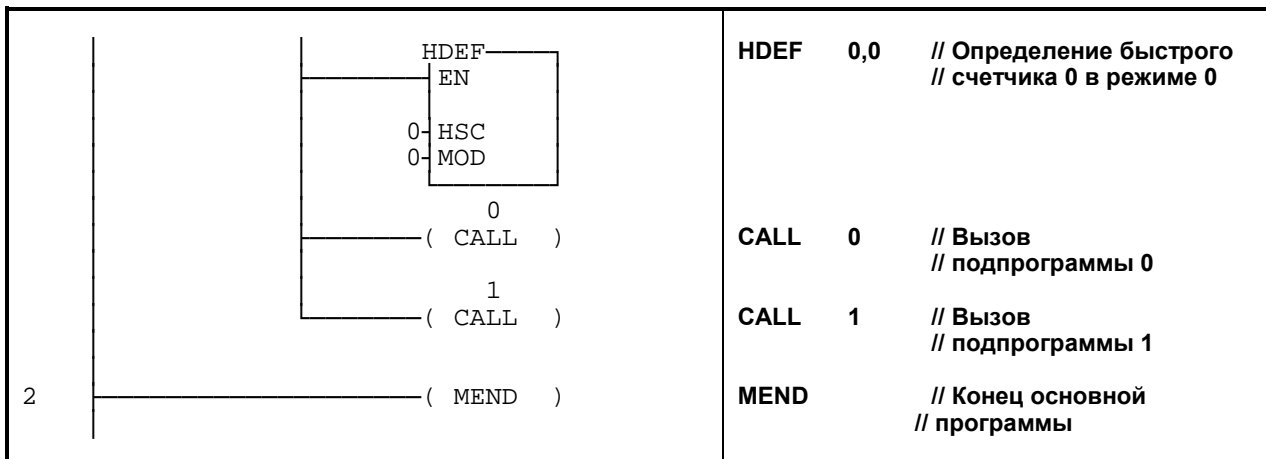 HDEF
EN
0 HSC
0 MOD
0
( CALL )
1
( CALL )
2 ( MEND )
HDEF 0,0 // Определение быстрого
// счетчика 0 в режиме 0
CALL 0 // Вызов
// подпрограммы 0
CALL 1 // Вызов
// подпрограммы 1
MEND // Конец основной
// программы